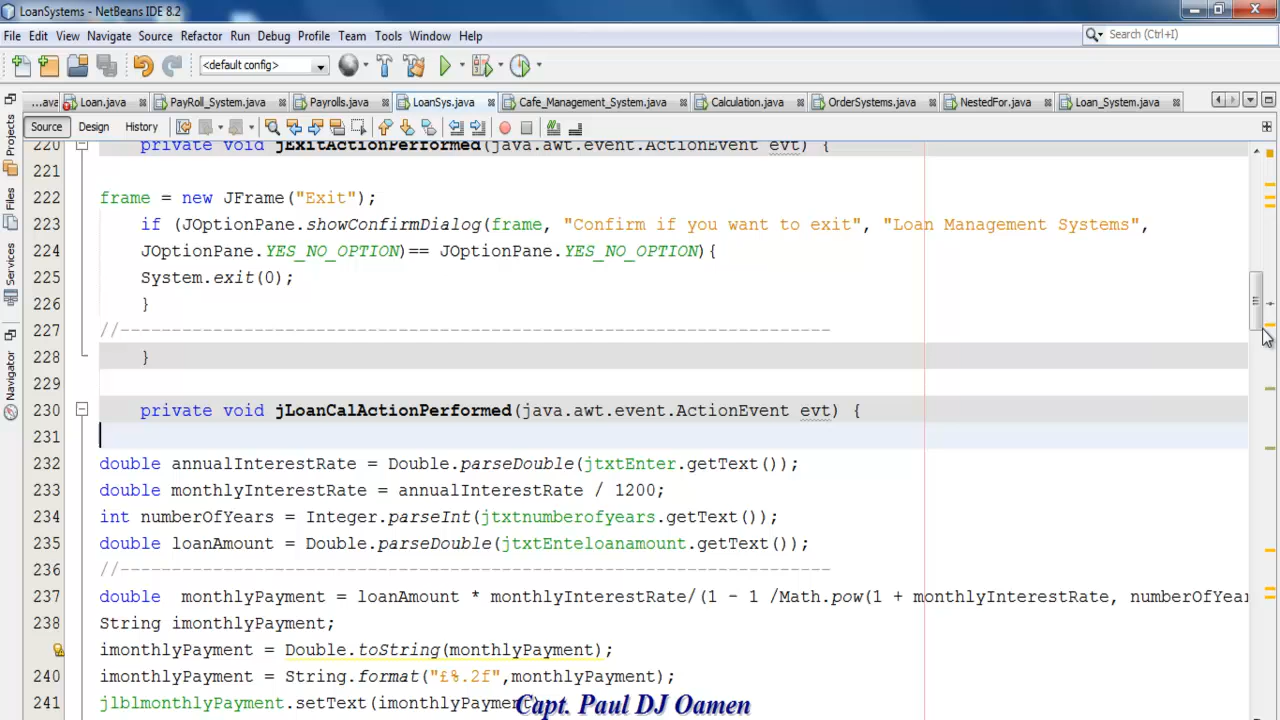 LoanSystems - NetBeans IDE 8.2
File Edit View Navigate Source Refactor Run Debug Profile Team Tools Window Help
Search (Ctrl+I)
<default config>
...ava Loan.java PayRoll_System.java Payrolls.java LoanSys.java Cafe_Management_System.java Calculation.java OrderSystems.java NestedFor.java Loan_System.java
Source Design History
Projects
Files
Services
Navigator
220 private void jExitActionPerformed(java.awt.event.ActionEvent evt) {
221
222 frame = new JFrame("Exit");
223 if (JOptionPane.showConfirmDialog(frame, "Confirm if you want to exit", "Loan Management Systems",
224 JOptionPane.YES_NO_OPTION)== JOptionPane.YES_NO_OPTION){
225 System.exit(0);
226 }
227 //---------------------------------------------------------------------
228 }
229
230 private void jLoanCalActionPerformed(java.awt.event.ActionEvent evt) {
231
232 double annualInterestRate = Double.parseDouble(jtxtEnter.getText());
233 double monthlyInterestRate = annualInterestRate / 1200;
234 int numberOfYears = Integer.parseInt(jtxtnumberofyears.getText());
235 double loanAmount = Double.parseDouble(jtxtEnteloanamount.getText());
236 //---------------------------------------------------------------------
237 double  monthlyPayment = loanAmount * monthlyInterestRate/(1 - 1 /Math.pow(1 + monthlyInterestRate, numberOfYear
238 String imonthlyPayment;
imonthlyPayment = Double.toString(monthlyPayment);
240 imonthlyPayment = String.format("£%.2f",monthlyPayment);
241 jlblmonthlyPayment.setText(imonthlyPayment)
Capt. Paul DJ Oamen